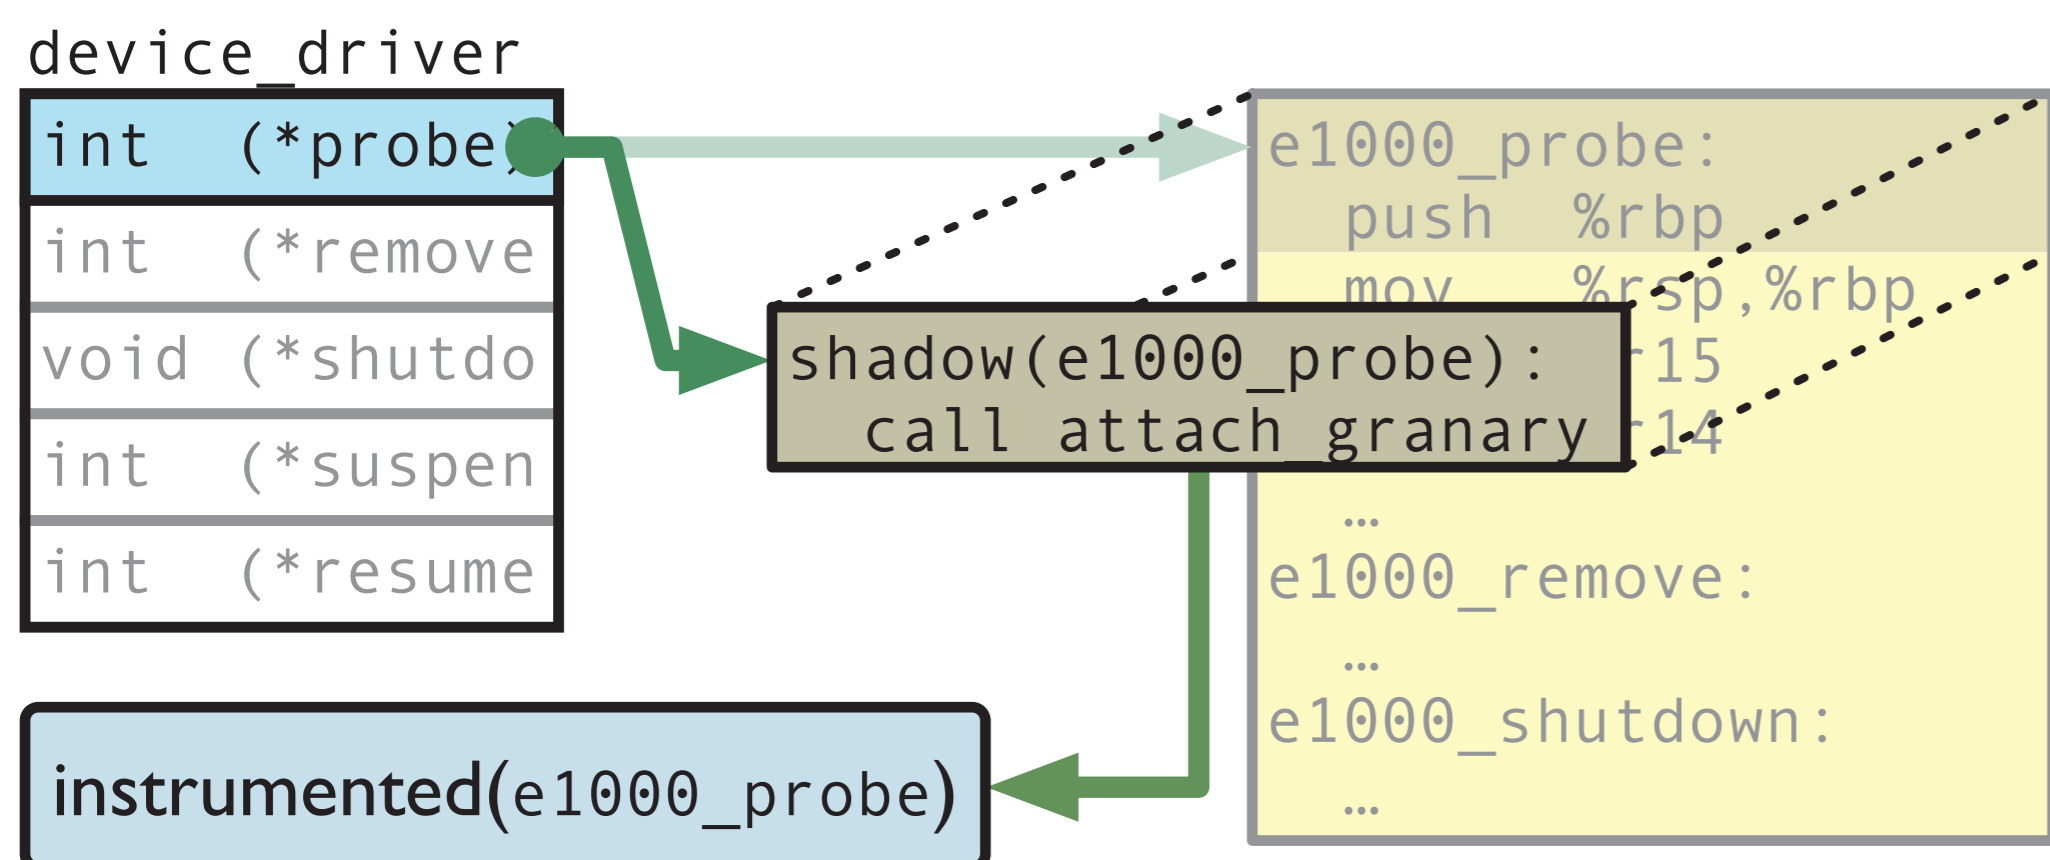 device_driver
int (*probe)
int (*remove
void (*shutdo
int (*suspen
int (*resume
e1000_probe:
push %rbp
mov %rsp,%rbp
r15
r14
shadow(e1000_probe):
call attach_granary
…
e1000_remove:
…
e1000_shutdown:
…
instrumented(e1000_probe)